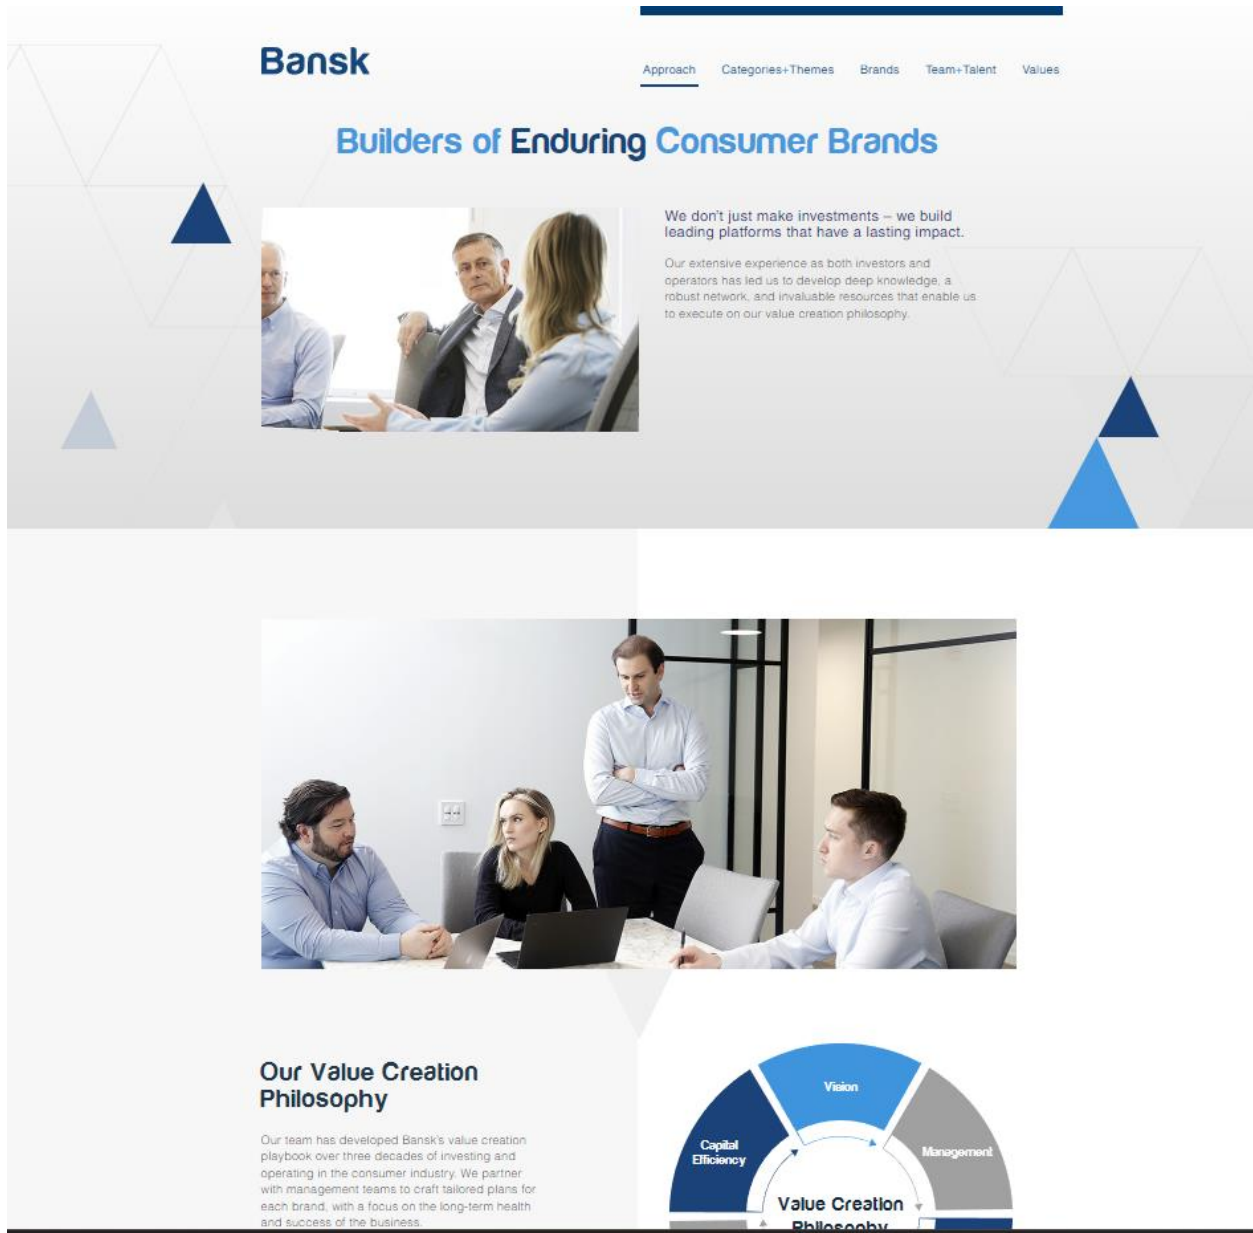 Bansk
Approach Categories+Themes Brands Team+Talent Values
Builders of Enduring Consumer Brands
We don't just make investments – we build
leading platforms that have a lasting impact.
Our extensive experience as both investors and
operators has led us to develop deep knowledge, a
robust network, and invaluable resources that enable us
to execute on our value creation philosophy.
Our Value Creation
Philosophy
Our team has developed Bansk's value creation
playbook over three decades of investing and
operating in the consumer industry. We partner
with management teams to craft tailored plans for
each brand, with a focus on the long-term health
and success of the business.
Vision
Capital
Efficiency
Management
Value Creation
Philosophy